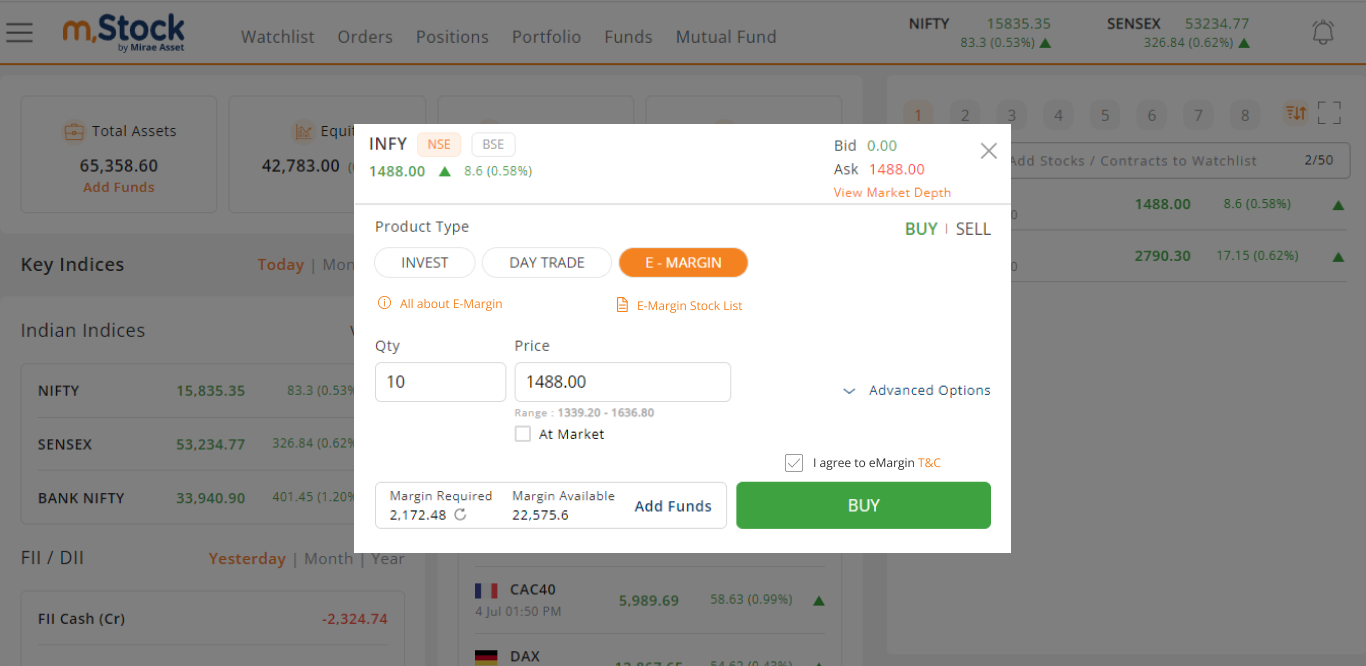 m.Stock
by Mirae Asset
Watchlist Orders Positions Portfolio Funds Mutual Fund
NIFTY 15835.35
83.3 (0.53%) ▲
SENSEX 53234.77
326.84 (0.62%) ▲
Total Assets
65,358.60
Add Funds
42,783.00
1 2 3 4 5 6 7 8
Add Stocks / Contracts to Watchlist 2/50
1488.00 8.6 (0.58%) ▲
2790.30 17.15 (0.62%) ▲
INFY NSE BSE
1488.00 ▲ 8.6 (0.58%)
Bid 0.00
Ask 1488.00
View Market Depth
Product Type
BUY | SELL
INVEST DAY TRADE E - MARGIN
All about E-Margin E-Margin Stock List
Qty Price
10 1488.00
Range : 1339.20 - 1636.80
At Market
Advanced Options
I agree to eMargin T&C
Margin Required Margin Available
2,172.48 22,575.6
Add Funds
BUY
Key Indices
Today |
Indian Indices
NIFTY 15,835.35 83.3 (0.53%
SENSEX 53,234.77 326.84 (0.62%
BANK NIFTY 33,940.90 401.45 (1.20%
FII / DII
Yesterday | Month | Year
FII Cash (Cr) -2,324.74
CAC40
4 Jul 01:50 PM
5,989.69 58.63 (0.99%) ▲
DAX